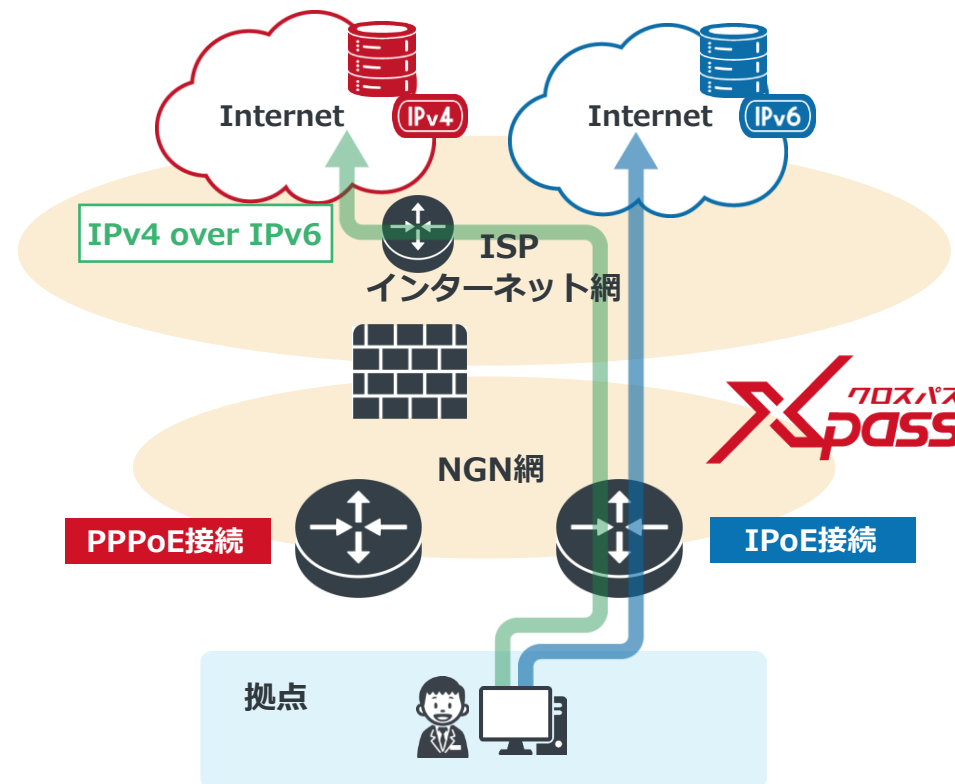 Internet
IPv4
Internet
IPv6
IPv4 over IPv6
ISP
インターネット網
クロスパス
Xpass
NGN網
PPPoE接続
IPoE接続
拠点